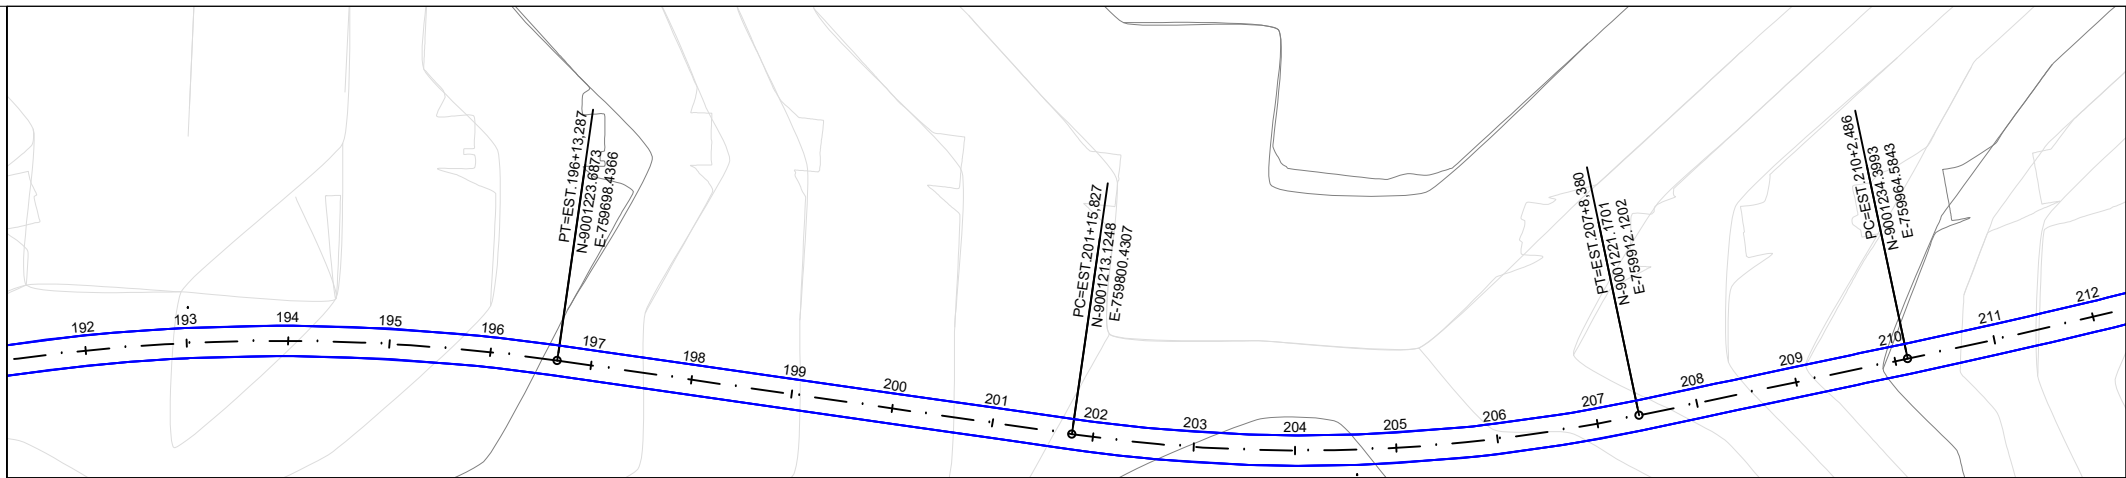 192
193
194
195
196
197
198
199
200
201
202
203
204
205
206
207
208
209
210
211
212
PT=EST.196+13,287
N-9001223.6873
E-759698.4366
PC=EST.201+15,827
N-9001213.1248
E-759800.4307
PT=EST.207+8,380
N-9001221.1701
E-759912.1202
PC=EST.210+2,486
N-9001234.3993
E-759964.5843